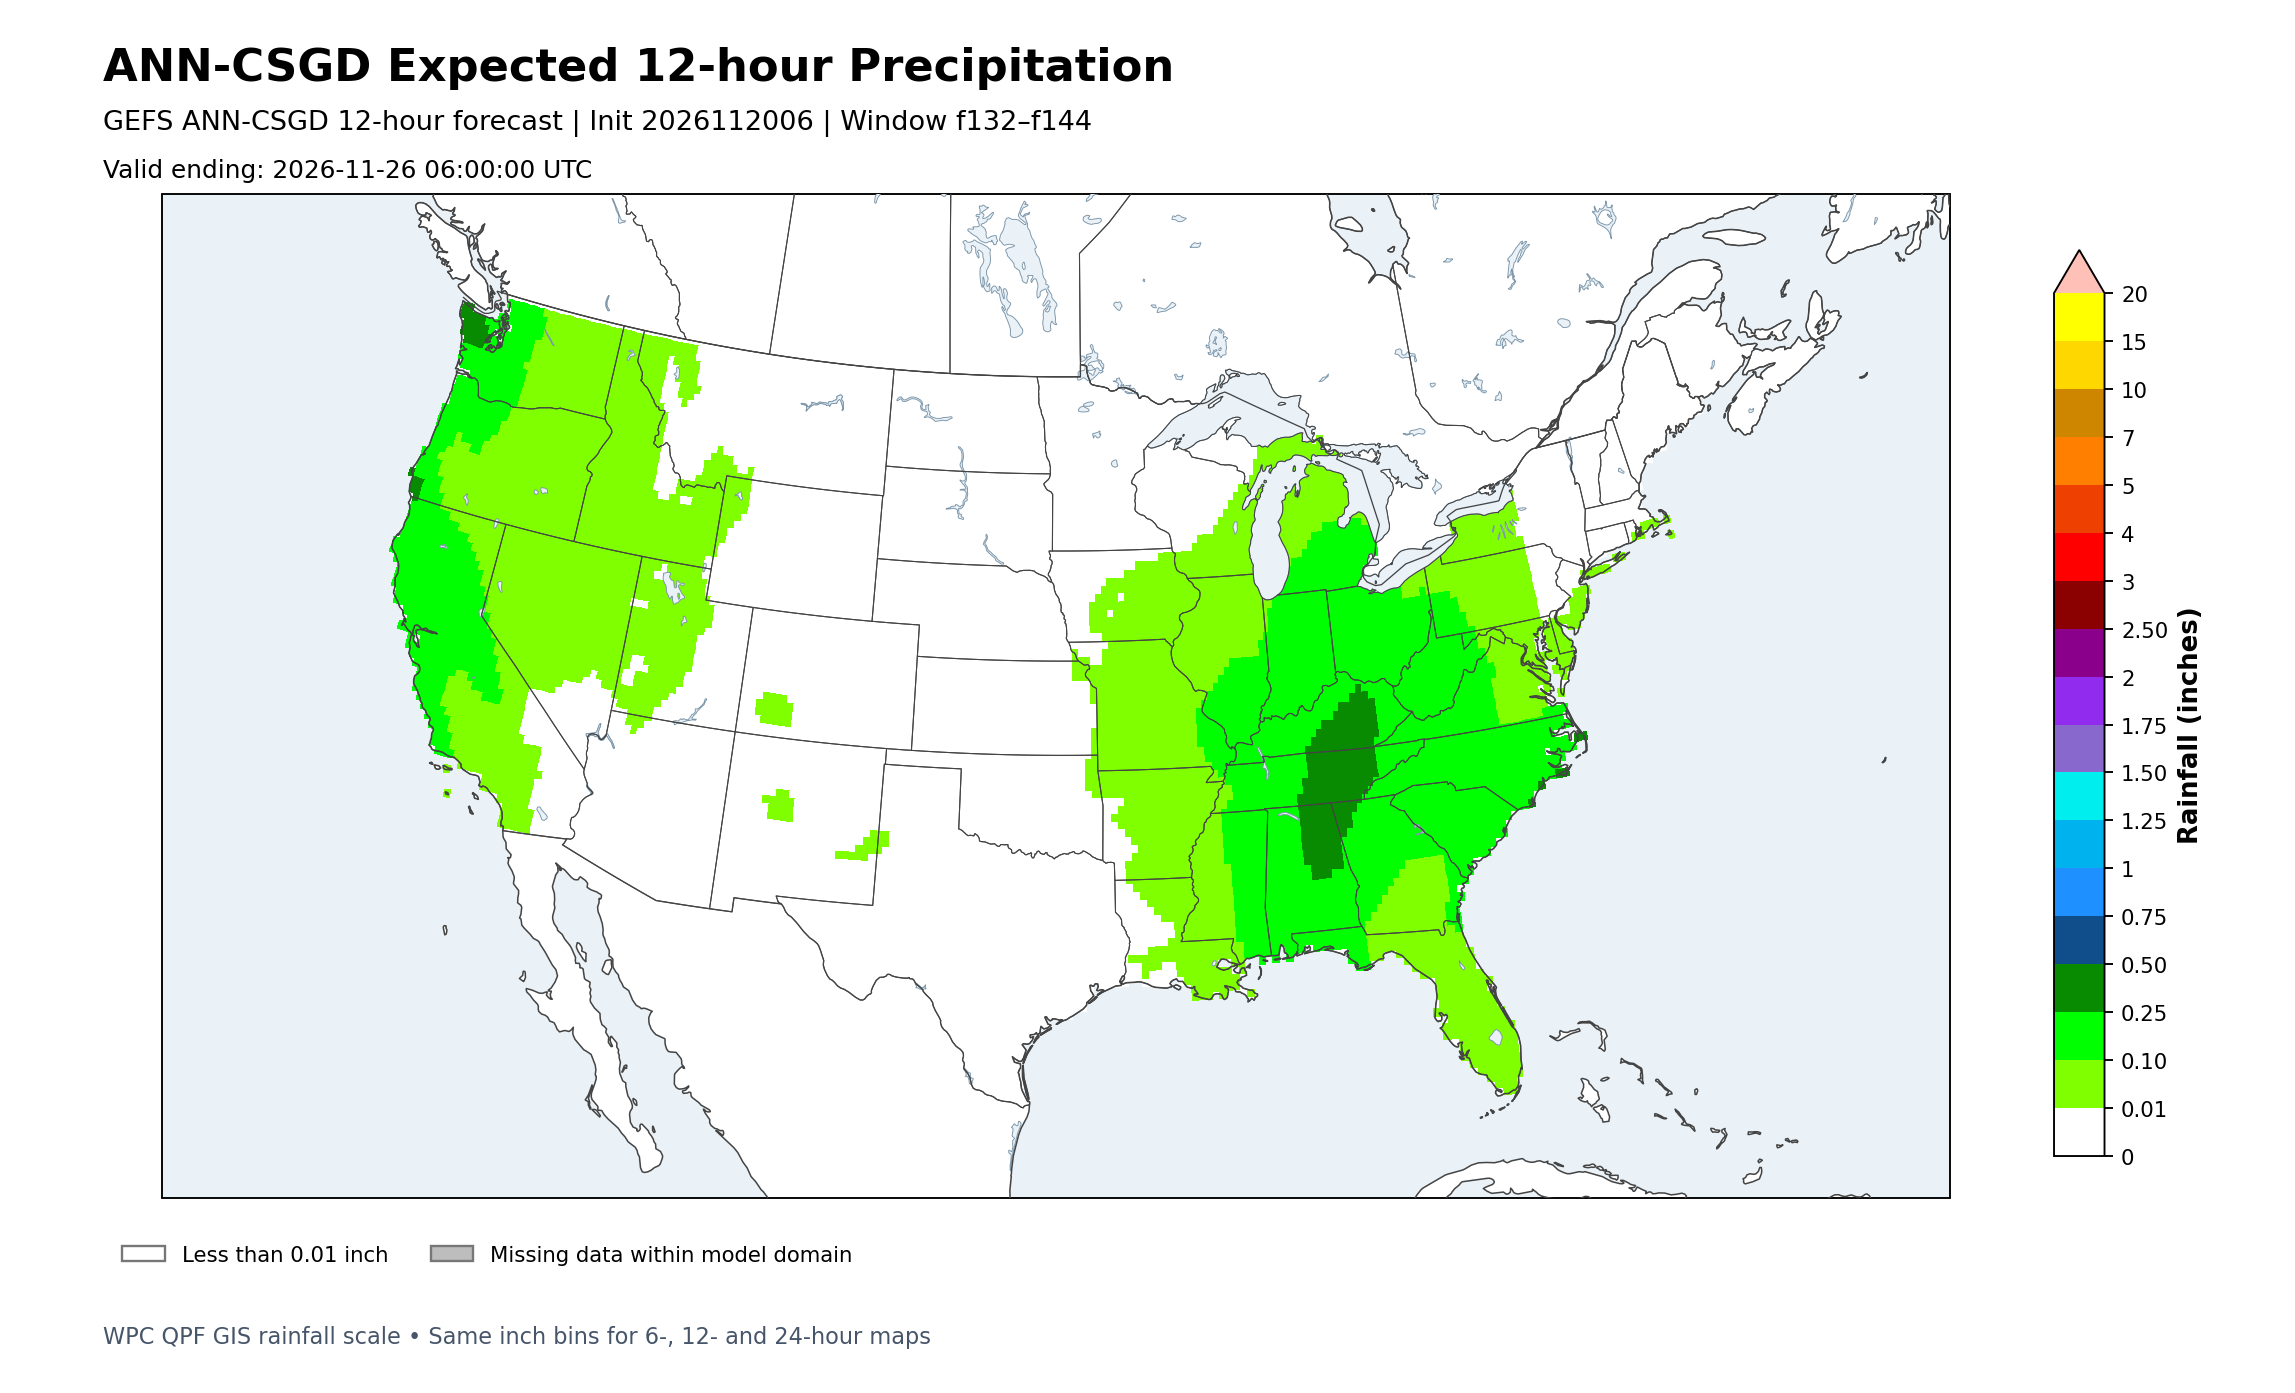 ANN-CSGD Expected 12-hour Precipitation
GEFS ANN-CSGD 12-hour forecast | Init 2026112006 | Window f132–f144
Valid ending: 2026-11-26 06:00:00 UTC
20
15
10
7
5
4
3
2.50
2
1.75
1.50
1.25
1
0.75
0.50
0.25
0.10
0.01
0
Rainfall (inches)
Less than 0.01 inch
Missing data within model domain
WPC QPF GIS rainfall scale • Same inch bins for 6-, 12- and 24-hour maps